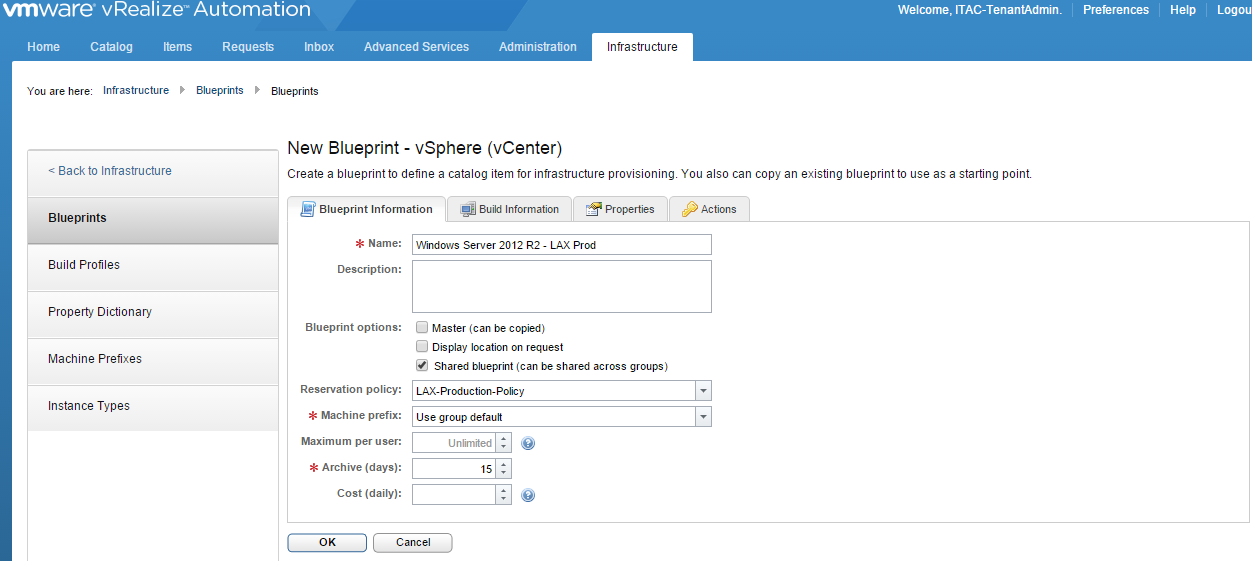 vmware® vRealize™ Automation
Welcome, ITAC-TenantAdmin. Preferences Help Logou
Home Catalog Items Requests Inbox Advanced Services Administration Infrastructure
You are here: Infrastructure Blueprints Blueprints
< Back to Infrastructure
Blueprints
Build Profiles
Property Dictionary
Machine Prefixes
Instance Types
New Blueprint - vSphere (vCenter)
Create a blueprint to define a catalog item for infrastructure provisioning. You also can copy an existing blueprint to use as a starting point.
Blueprint Information Build Information Properties Actions
* Name: Windows Server 2012 R2 - LAX Prod
Description:
Blueprint options: Master (can be copied)
Display location on request
Shared blueprint (can be shared across groups)
Reservation policy: LAX-Production-Policy
* Machine prefix: Use group default
Maximum per user: Unlimited ?
* Archive (days): 15
Cost (daily): ?
OK Cancel